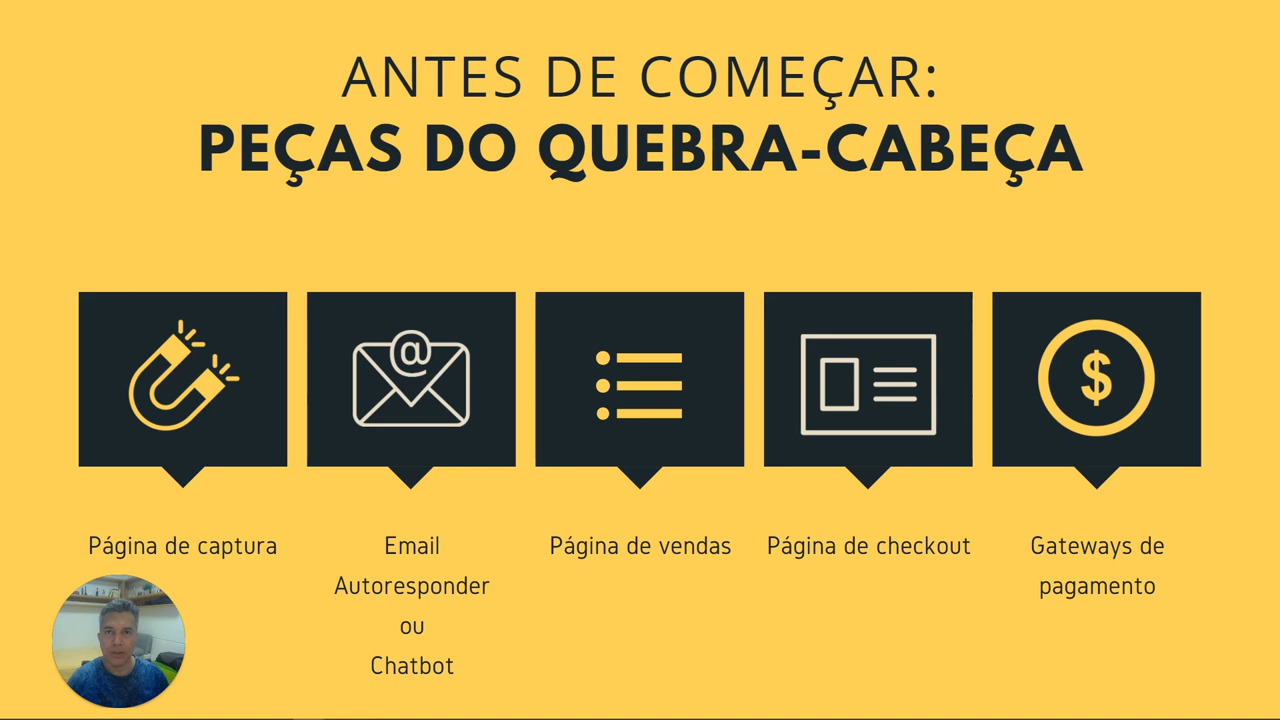 ANTES DE COMEÇAR:
PEÇAS DO QUEBRA-CABEÇA
@
$
Página de captura
Email
Autoresponder
ou
Chatbot
Página de vendas
Página de checkout
Gateways de
pagamento